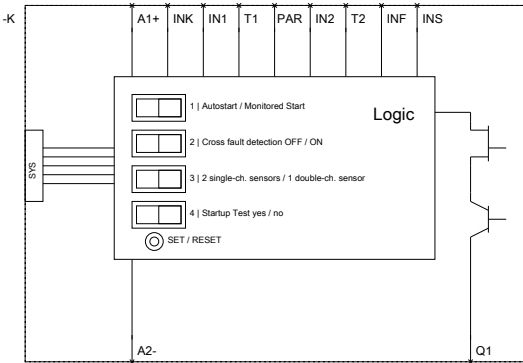 -K
A1+ INK IN1 T1 PAR IN2 T2 INF INS
Logic
1 | Autostart / Monitored Start
2 | Cross fault detection OFF / ON
3 | 2 single-ch. sensors / 1 double-ch. sensor
4 | Startup Test yes / no
SET / RESET
SYS
A2-
Q1